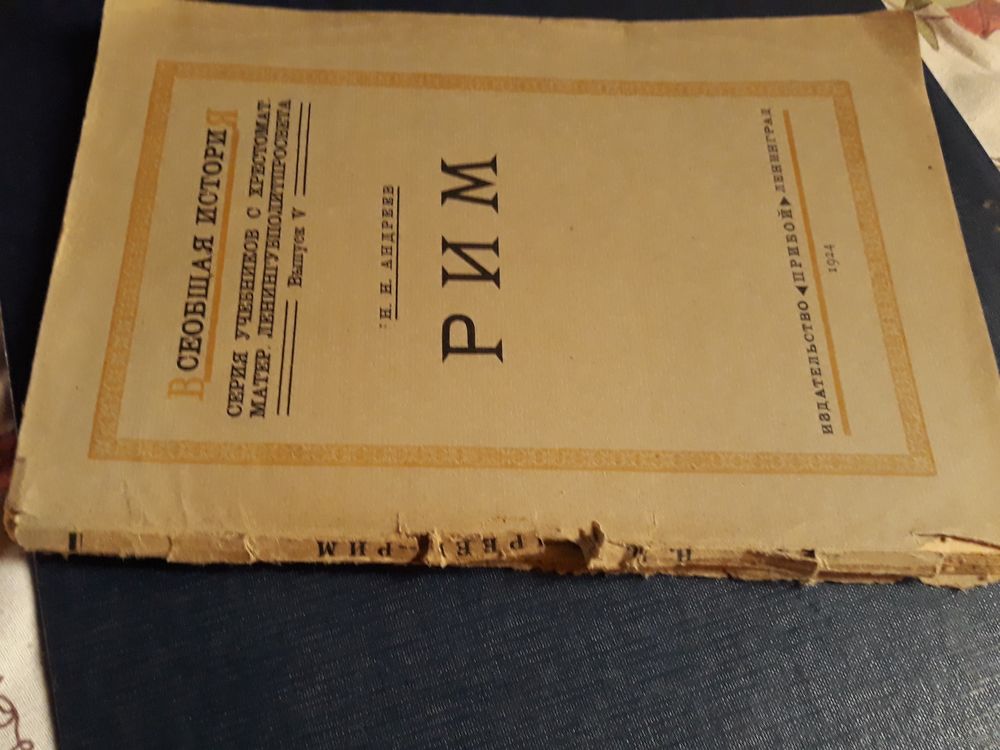 ВСЕОБЩАЯ ИСТОРИЯ
СЕРИЯ УЧЕБНИКОВ С ХРЕСТОМАТ.
МАТЕР. ЛЕНИНГУБПОЛИТПРОСВЕТА
Выпуск V
Н. Н. АНДРЕЕВ
РИМ
ИЗДАТЕЛЬСТВО ◄ПРИБОЙ► ЛЕНИНГРАД
1924
РИМ